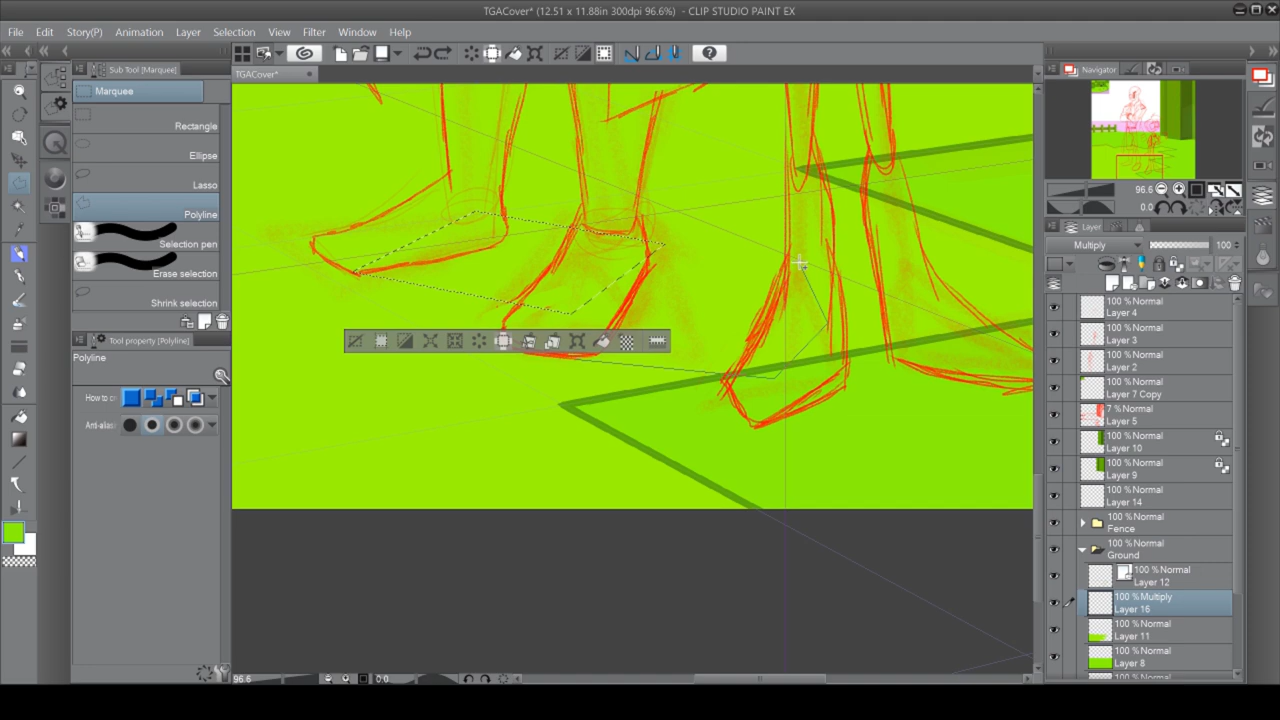 TGACover* (12.51 x 11.88in 300dpi 96.6%)  - CLIP STUDIO PAINT EX
File Edit Story(P) Animation Layer Selection View Filter Window Help
TGACover*
Sub Tool [Marquee]
Marquee
Rectangle
Ellipse
Lasso
Polyline
Selection pen
Erase selection
Shrink selection
Tool property [Polyline]
Polyline
How to c
Anti-alias
96.6
0.0
Navigator
96.6
0.0
Layer
Multiply
100
100 %Normal
Layer 4
100 %Normal
Layer 3
100 %Normal
Layer 2
100 %Normal
Layer 7 Copy
7 %Normal
Layer 5
100 %Normal
Layer 10
100 %Normal
Layer 9
100 %Normal
Layer 14
100 %Normal
Fence
100 %Normal
Ground
100 %Normal
Layer 12
100 %Multiply
Layer 16
100 %Normal
Layer 11
100 %Normal
Layer 8